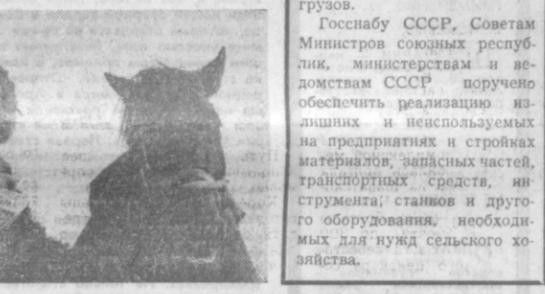 грузов.
Госснабу СССР, Советам
Министров союзных респуб-
лик, министерствам и ве-
домствам СССР поручено
обеспечить реализацию из-
лишних и неиспользуемых
на предприятиях и стройках
материалов, запасных частей,
транспортных средств, ин
струмента, станков и друго-
го оборудования, необходи-
мых для нужд сельского хо-
зяйства.